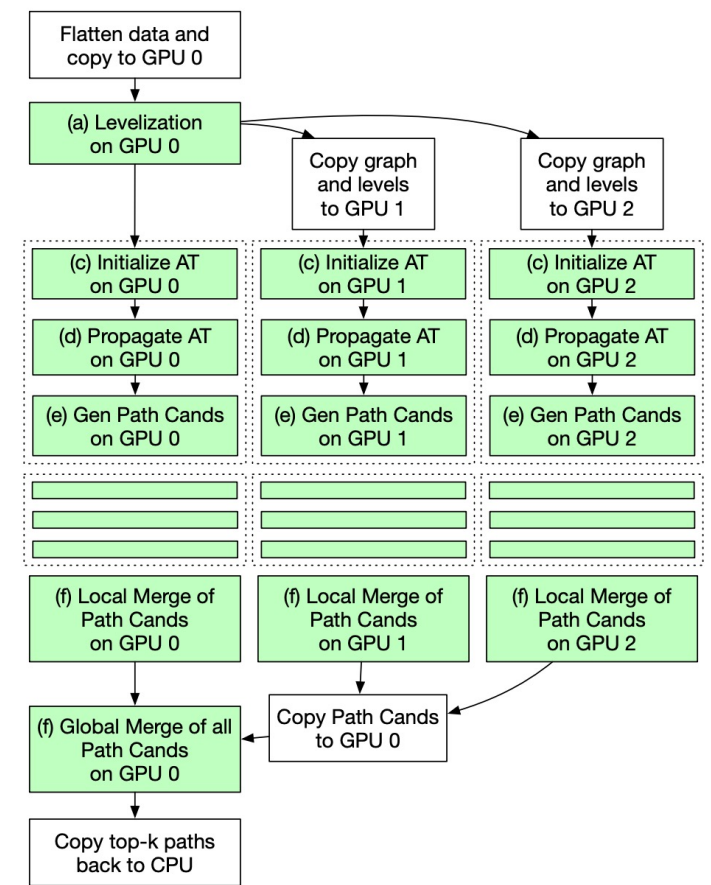 Flatten data and
copy to GPU 0
(a) Levelization
on GPU 0
Copy graph
and levels
to GPU 1
Copy graph
and levels
to GPU 2
(c) Initialize AT
on GPU 0
(c) Initialize AT
on GPU 1
(c) Initialize AT
on GPU 2
(d) Propagate AT
on GPU 0
(d) Propagate AT
on GPU 1
(d) Propagate AT
on GPU 2
(e) Gen Path Cands
on GPU 0
(e) Gen Path Cands
on GPU 1
(e) Gen Path Cands
on GPU 2
(f) Local Merge of
Path Cands
on GPU 0
(f) Local Merge of
Path Cands
on GPU 1
(f) Local Merge of
Path Cands
on GPU 2
(f) Global Merge of all
Path Cands
on GPU 0
Copy Path Cands
to GPU 0
Copy top-k paths
back to CPU